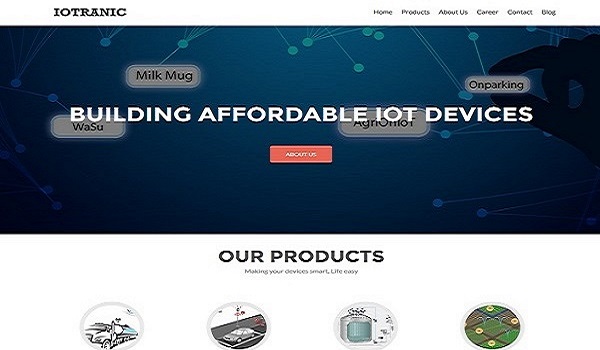 IOTRANIC
Home Products About Us Career Contact Blog
Milk Mug
Onparking
BUILDING AFFORDABLE IOT DEVICES
WaSu
AgriOnIoT
ABOUT US
OUR PRODUCTS
Making your devices smart, Life easy